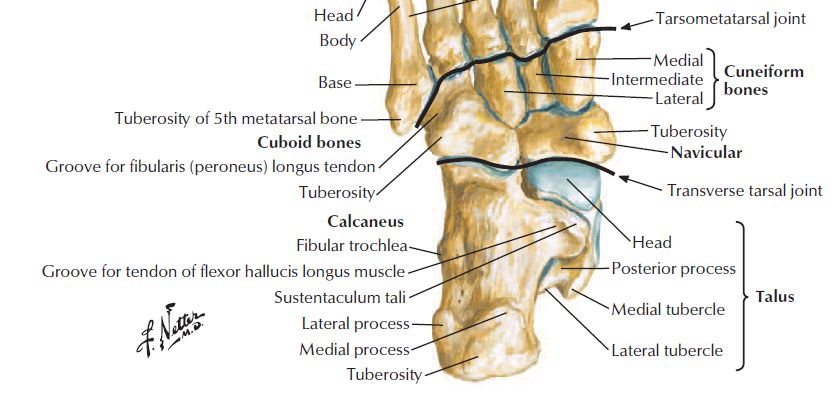 Head
Body
Base
Tuberosity of 5th metatarsal bone
Cuboid bones
Groove for fibularis (peroneus) longus tendon
Tuberosity
Calcaneus
Fibular trochlea
Groove for tendon of flexor hallucis longus muscle
Sustentaculum tali
Lateral process
Medial process
Tuberosity
Tarsometatarsal joint
Medial
Intermediate
Lateral
Cuneiform
bones
Tuberosity
Navicular
Transverse tarsal joint
Head
Posterior process
Medial tubercle
Lateral tubercle
Talus
F. Netter
M.D.